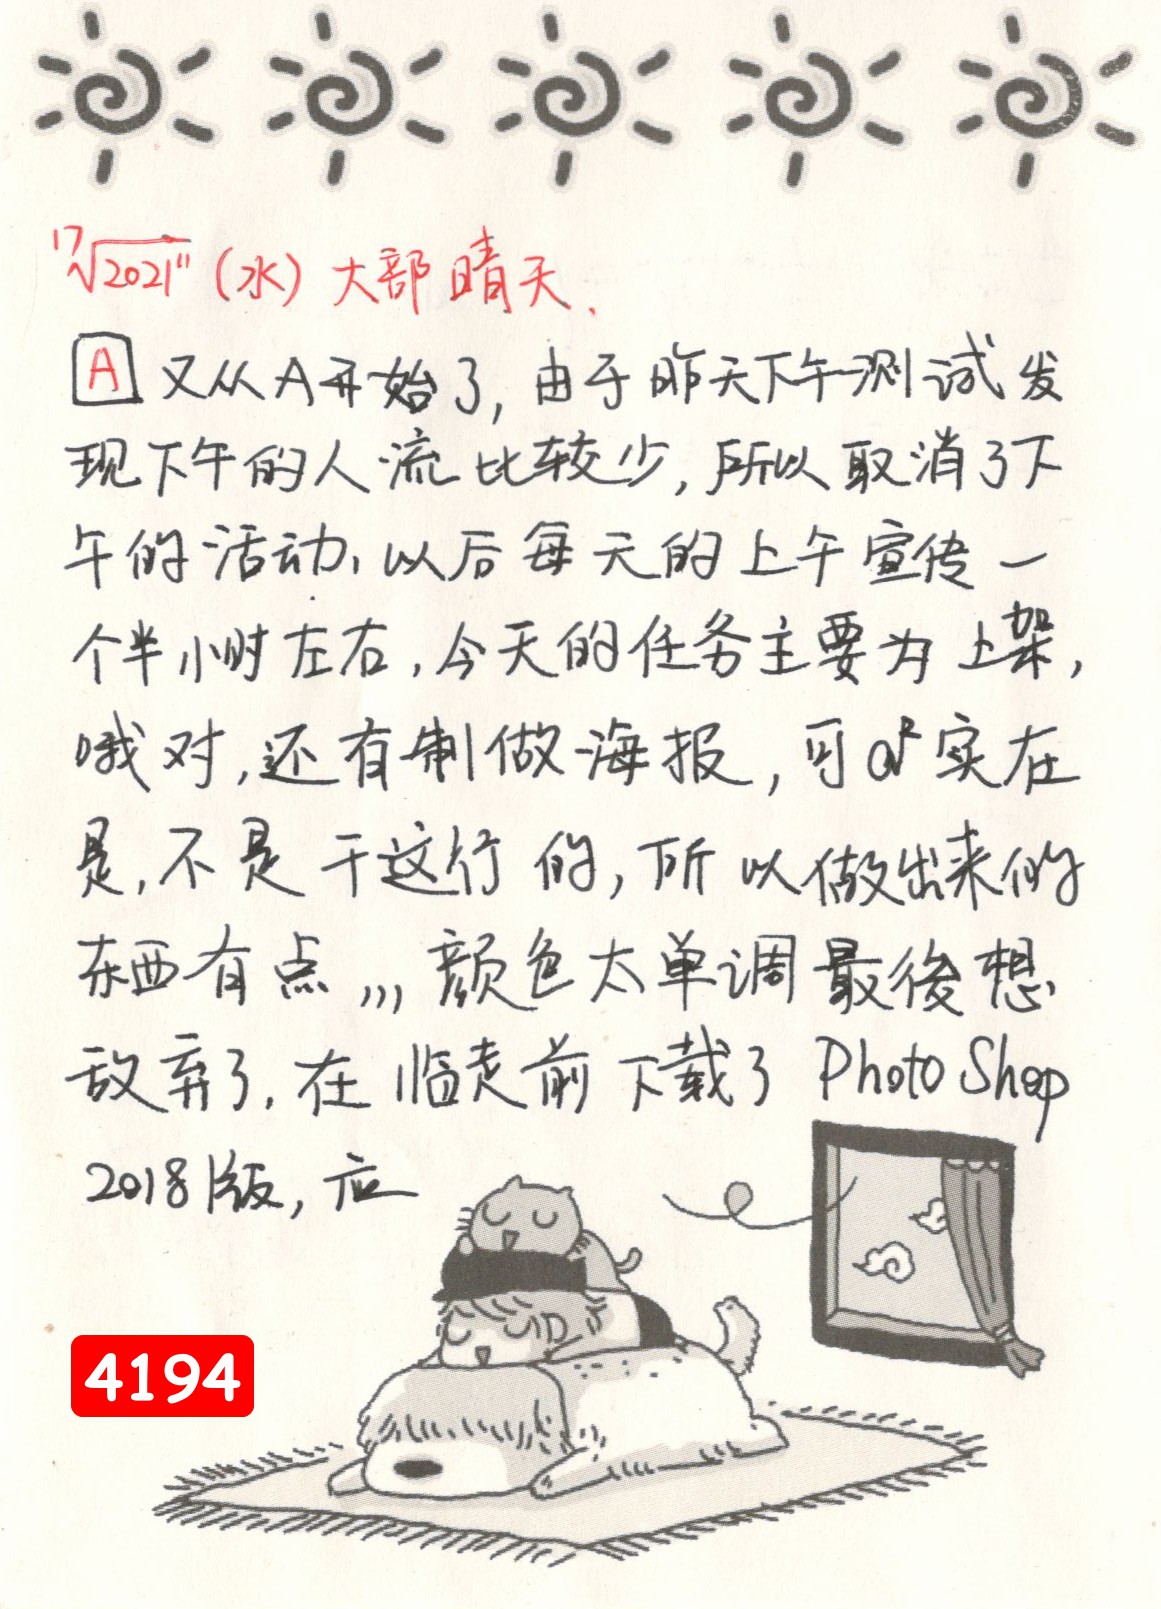 17√2021" (水) 大部晴天、
A 又从A开始了, 由于昨天下午测试发
现下午的人流比较少, 所以取消了下
午的活动, 以后每天的上午宣传一
个半小时左右, 今天的任务主要为上架,
哦对, 还有制做海报, 可实在
是, 不是干这行的, 所以做出来的
东西有点,,,, 颜色太单调最後想
放弃了, 在临走前下载了 PhotoShop
2018版, 应
4194